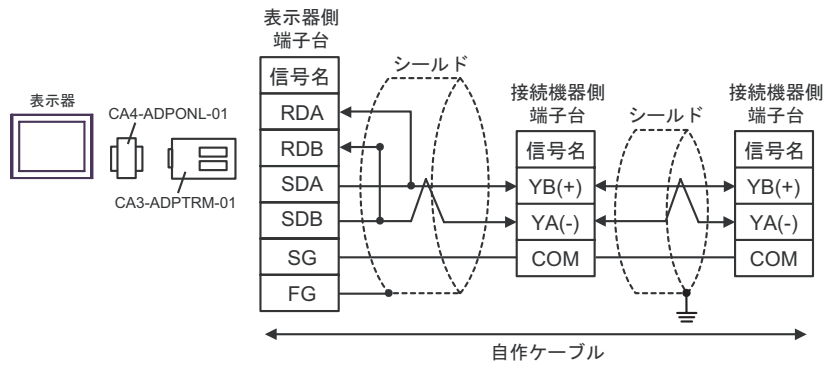 表示器
CA4-ADPONL-01
CA3-ADPTRM-01
表示器側
端子台
信号名
RDA
RDB
SDA
SDB
SG
FG
シールド
接続機器側
端子台
信号名
YB(+)
YA(-)
COM
シールド
接続機器側
端子台
信号名
YB(+)
YA(-)
COM
自作ケーブル